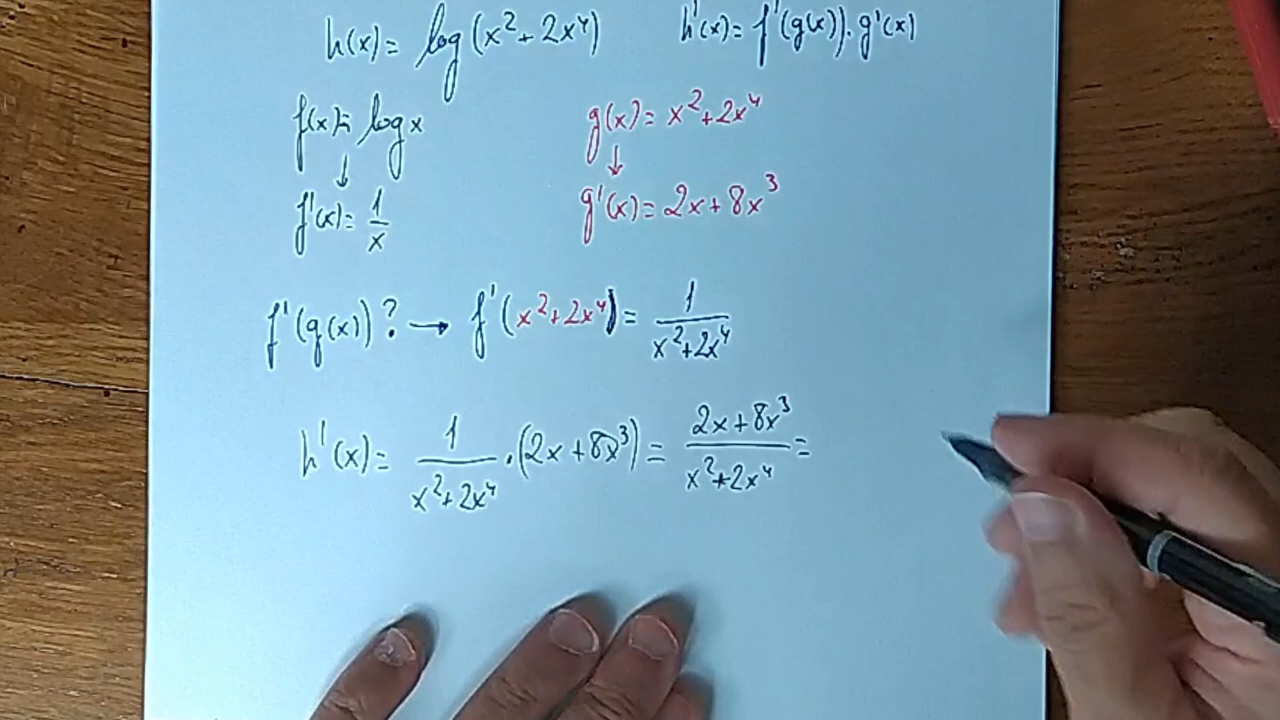 h(x) = log(x² + 2x⁴) h'(x) = f'(g(x)) · g'(x)
f(x) = log x g(x) = x² + 2x⁴
↓ ↓
f'(x) = 1/x g'(x) = 2x + 8x³
f'(g(x))? → f'(x² + 2x⁴) = 1/(x² + 2x⁴)
h'(x) = 1/(x² + 2x⁴) · (2x + 8x³) = (2x + 8x³)/(x² + 2x⁴) =